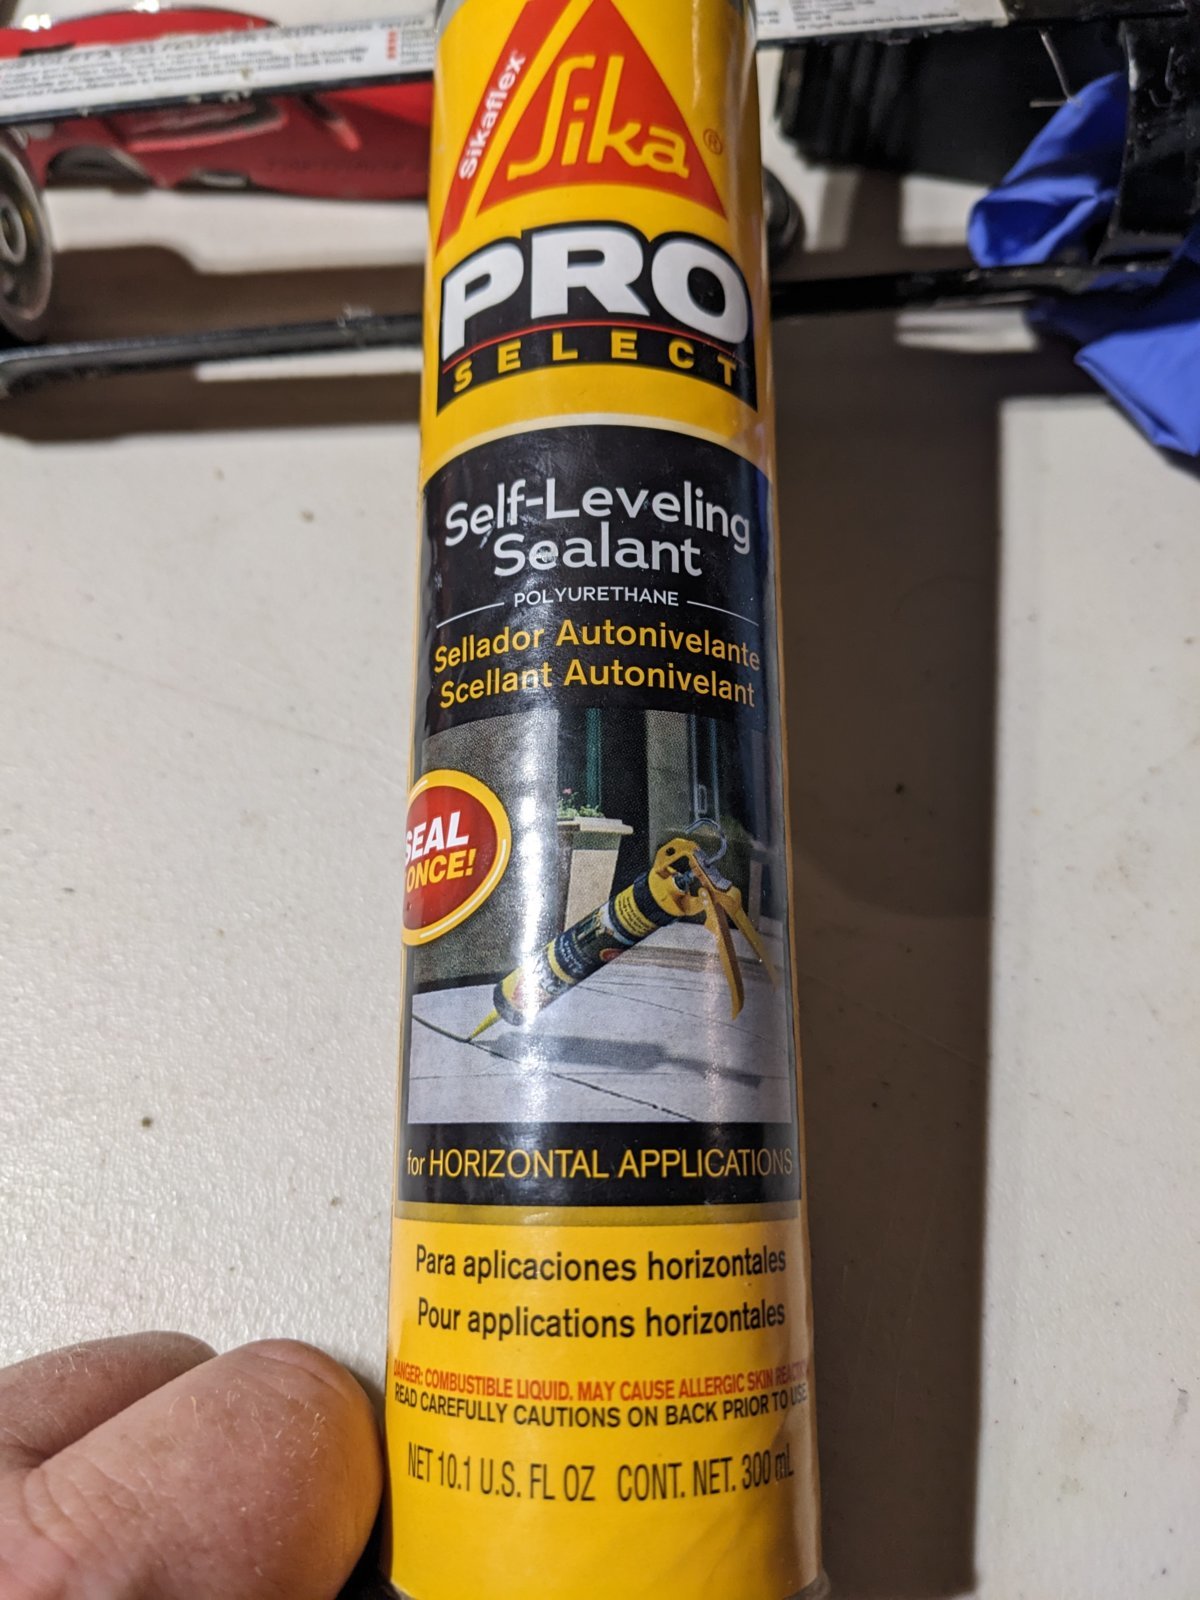 Sikaflex®
Sika®
PRO
SELECT
Self-Leveling
Sealant
POLYURETHANE
Sellador Autonivelante
Scellant Autonivelant
SEAL
ONCE!
for HORIZONTAL APPLICATIONS
Para aplicaciones horizontales
Pour applications horizontales
DANGER: COMBUSTIBLE LIQUID. MAY CAUSE ALLERGIC SKIN
READ CAREFULLY CAUTIONS ON BACK PRIOR TO USE
NET 10.1 U.S. FL OZ CONT. NET. 300 mL